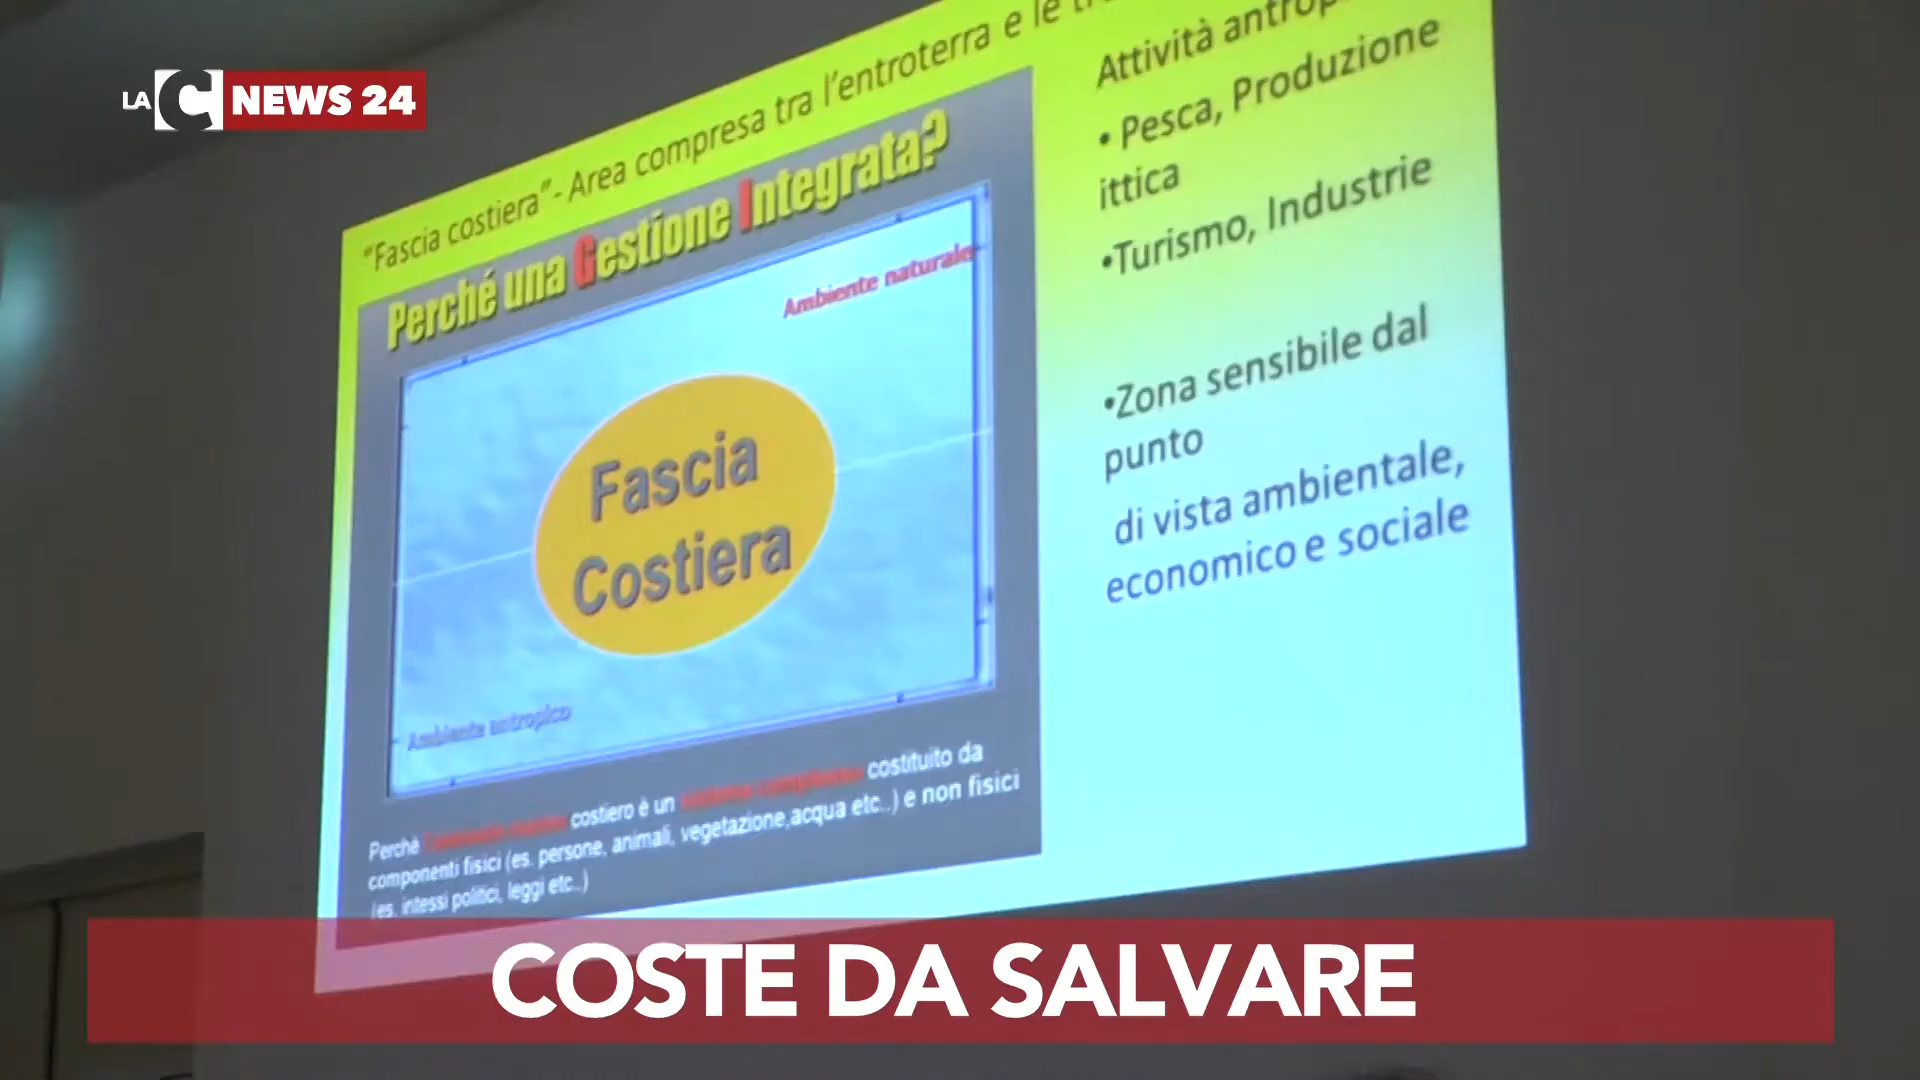 LA C NEWS 24
"Fascia costiera"- Area compresa tra l'entroterra e le
Perché una Gestione Integrata?
Ambiente naturale
Fascia
Costiera
Ambiente antropico
Perchè costiero è un costituito da
componenti fisici (es. persone, animali, vegetazione,acqua etc..) e non fisici
(es. intessi politici, leggi etc..)
Attività
• Pesca, Produzione
ittica
•Turismo, Industrie
•Zona sensibile dal
punto
di vista ambientale,
economico e sociale
COSTE DA SALVARE